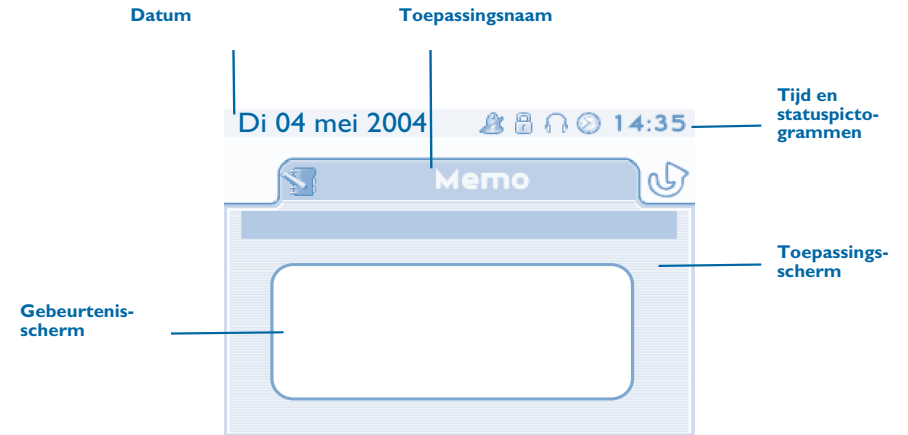 Datum
Toepassingsnaam
Di 04 mei 2004
14:35
Tijd en
statuspicto-
grammen
Memo
Toepassings-
scherm
Gebeurtenis-
scherm